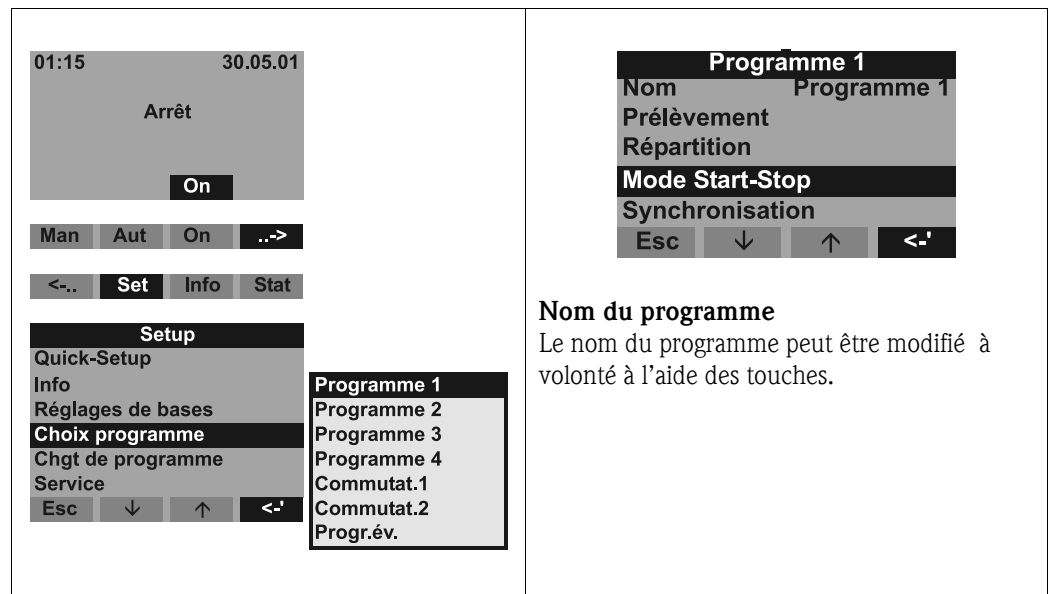 01:15 30.05.01
Arrêt
On
Man Aut On ..->
<-.. Set Info Stat
Setup
Quick-Setup
Info
Réglages de bases
Choix programme
Chgt de programme
Service
Esc ↓ ↑ <-'
Programme 1
Programme 2
Programme 3
Programme 4
Commutat.1
Commutat.2
Progr.év.
Programme 1
Nom Programme 1
Prélèvement
Répartition
Mode Start-Stop
Synchronisation
Esc ↓ ↑ <-'
Nom du programme
Le nom du programme peut être modifié à
volonté à l’aide des touches.